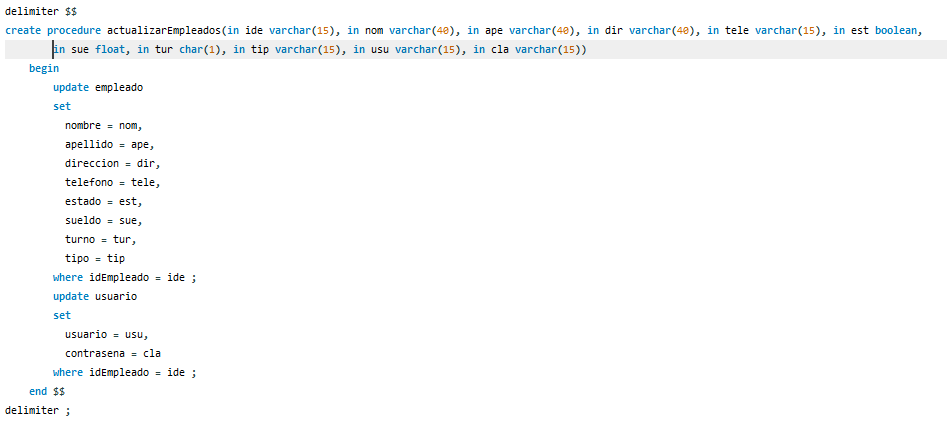 delimiter $$
create procedure actualizarEmpleados(in ide varchar(15), in nom varchar(40), in ape varchar(40), in dir varchar(40), in tele varchar(15), in est boolean,
in sue float, in tur char(1), in tip varchar(15), in usu varchar(15), in cla varchar(15))
begin
update empleado
set
nombre = nom,
apellido = ape,
direccion = dir,
telefono = tele,
estado = est,
sueldo = sue,
turno = tur,
tipo = tip
where idEmpleado = ide ;
update usuario
set
usuario = usu,
contrasena = cla
where idEmpleado = ide ;
end $$
delimiter ;